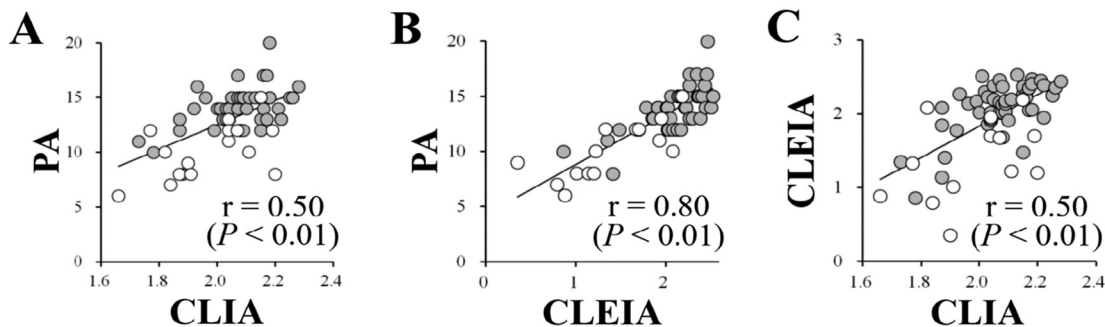 A
PA
20
15
10
5
0
r = 0.50
(P < 0.01)
1.6 1.8 2.0 2.2 2.4
CLIA
B
PA
20
15
10
5
0
r = 0.80
(P < 0.01)
0 1 2
CLEIA
C
CLEIA
3
2
1
0
r = 0.50
(P < 0.01)
1.6 1.8 2.0 2.2 2.4
CLIA